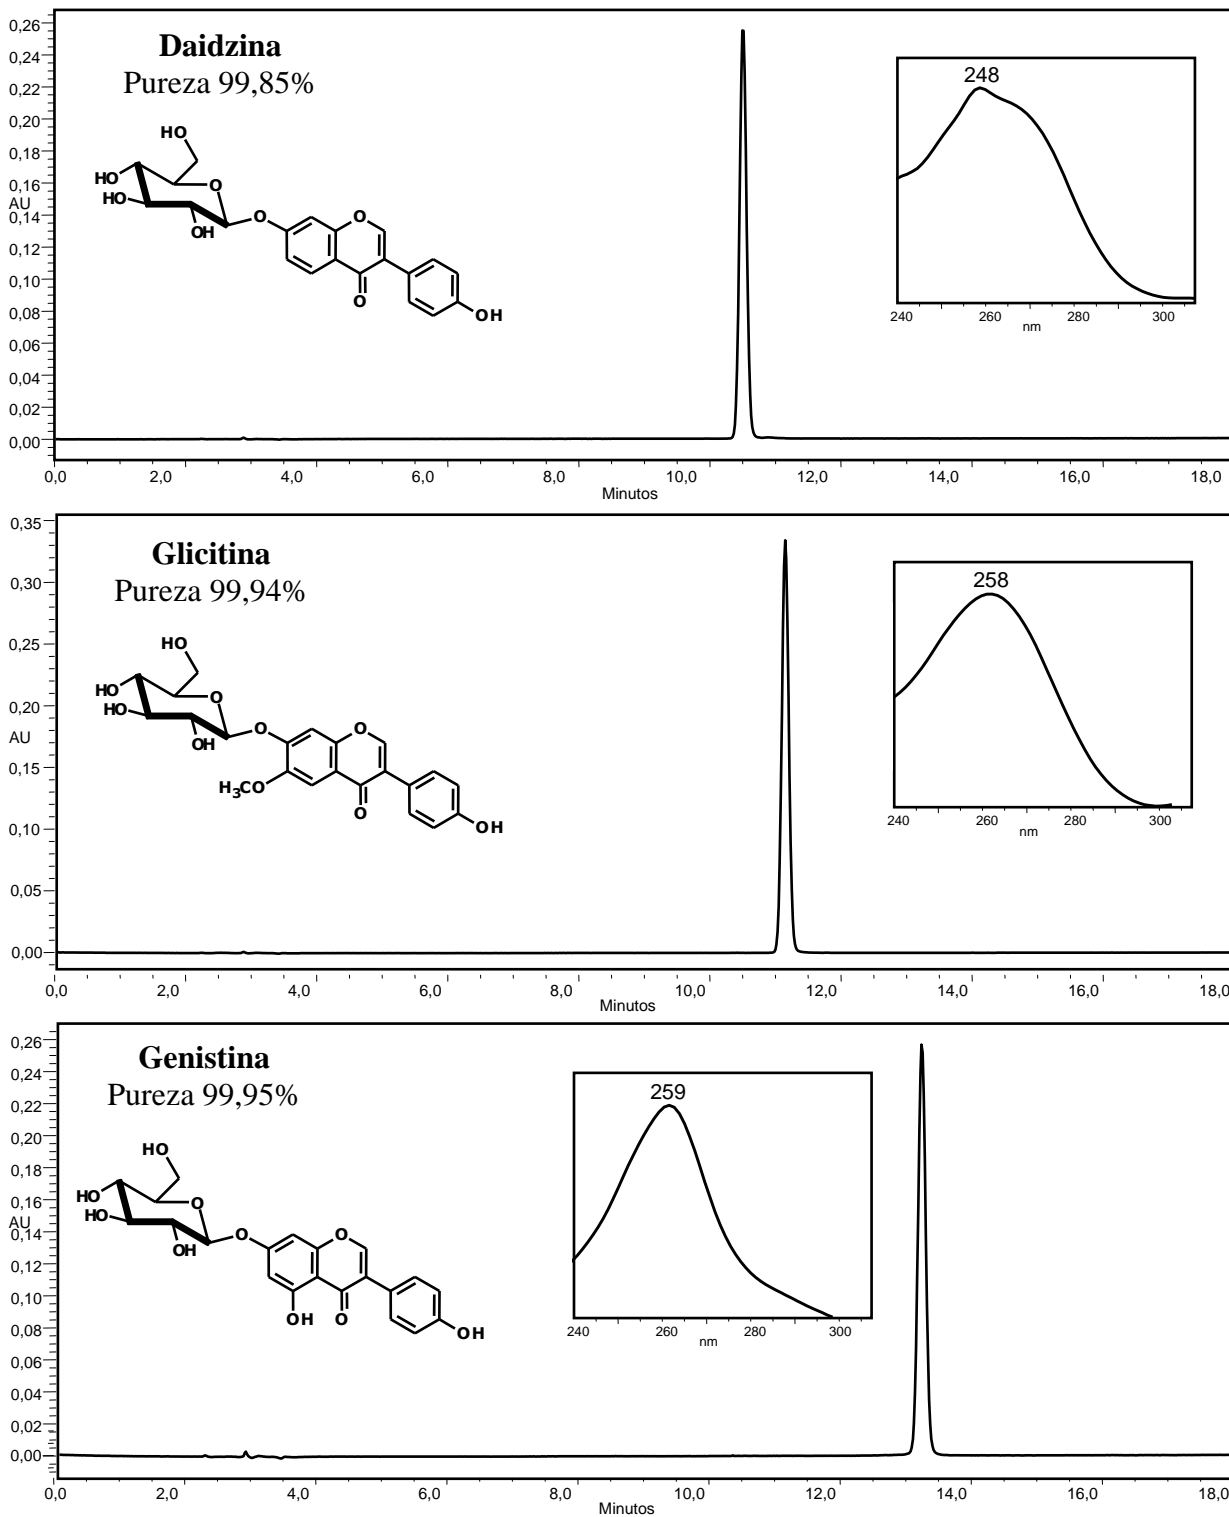 Daidzina
Pureza 99,85%
0,26
0,24
0,22
0,20
0,18
0,16
AU
0,14
0,12
0,10
0,08
0,06
0,04
0,02
0,00
HO
HO
O
HO
OH
O
O
O
OH
248
240 260 280 300
nm
0,0 2,0 4,0 6,0 8,0 10,0 12,0 14,0 16,0 18,0
Minutos
Glicitina
Pureza 99,94%
0,35
0,30
0,25
0,20
AU
0,15
0,10
0,05
0,00
HO
HO
O
HO
OH
O
O
H3CO
O
OH
258
240 260 280 300
nm
0,0 2,0 4,0 6,0 8,0 10,0 12,0 14,0 16,0 18,0
Minutos
Genistina
Pureza 99,95%
0,26
0,24
0,22
0,20
0,18
0,16
AU
0,14
0,12
0,10
0,08
0,06
0,04
0,02
0,00
HO
HO
O
HO
OH
O
O
OH
O
OH
259
240 260 280 300
nm
0,0 2,0 4,0 6,0 8,0 10,0 12,0 14,0 16,0 18,0
Minutos